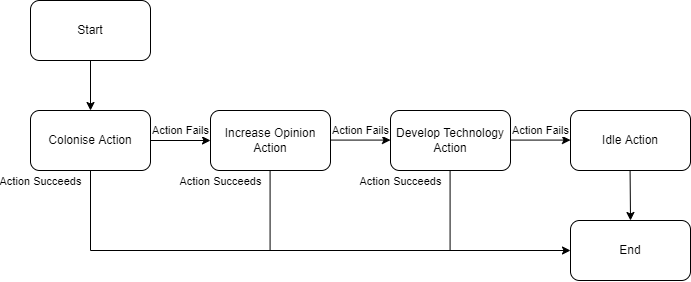 Start
Colonise Action
Action Fails
Increase Opinion
Action
Action Fails
Develop Technology
Action
Action Fails
Idle Action
Action Succeeds
Action Succeeds
Action Succeeds
End